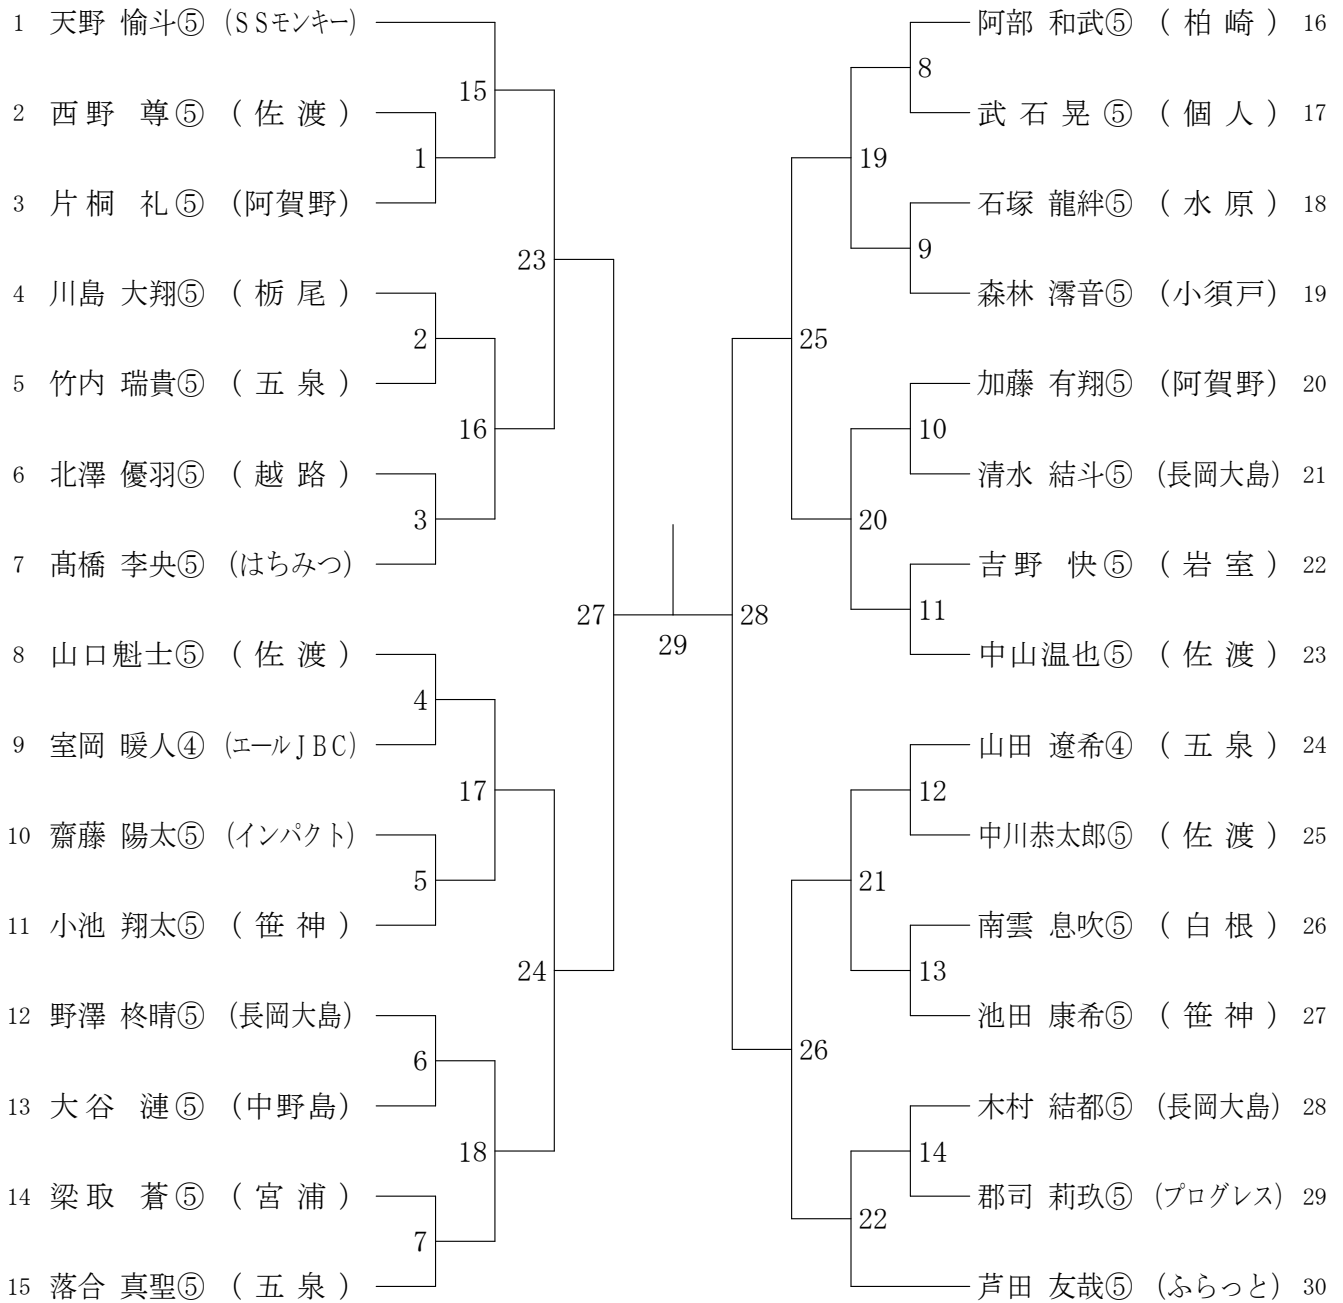 1 天野 愉斗⑤ (ＳＳモンキー)
15
2 西野 尊⑤ (佐渡)
1
3 片桐 礼⑤ (阿賀野)
23
4 川島 大翔⑤ (栃尾)
2
5 竹内 瑞貴⑤ (五泉)
16
6 北澤 優羽⑤ (越路)
3
7 髙橋 李央⑤ (はちみつ)
27
8 山口魁士⑤ (佐渡)
4
9 室岡 暖人④ (エールＪＢＣ)
17
10 齋藤 陽太⑤ (インパクト)
5
11 小池 翔太⑤ (笹神)
24
12 野澤 柊晴⑤ (長岡大島)
6
13 大谷 漣⑤ (中野島)
18
14 梁取 蒼⑤ (宮浦)
7
15 落合 真聖⑤ (五泉)
29
阿部 和武⑤ (柏崎) 16
8
武石晃⑤ (個人) 17
19
石塚 龍絆⑤ (水原) 18
9
森林 澪音⑤ (小須戸) 19
25
加藤 有翔⑤ (阿賀野) 20
10
清水 結斗⑤ (長岡大島) 21
20
吉野 快⑤ (岩室) 22
11
28
中山温也⑤ (佐渡) 23
山田 遼希④ (五泉) 24
12
中川恭太郎⑤ (佐渡) 25
21
南雲 息吹⑤ (白根) 26
13
池田 康希⑤ (笹神) 27
26
木村 結都⑤ (長岡大島) 28
14
郡司 莉玖⑤ (プログレス) 29
22
芦田 友哉⑤ (ふらっと) 30